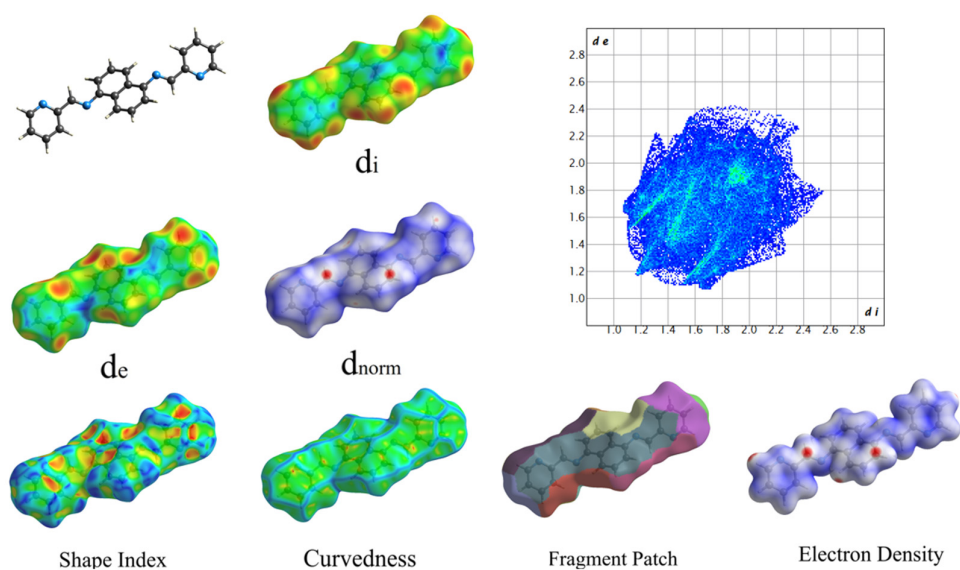 d e
2.8
2.6
2.4
2.2
2.0
1.8
1.6
1.4
1.2
1.0
d i
1.0 1.2 1.4 1.6 1.8 2.0 2.2 2.4 2.6 2.8
di
de
dnorm
Shape Index
Curvedness
Fragment Patch
Electron Density